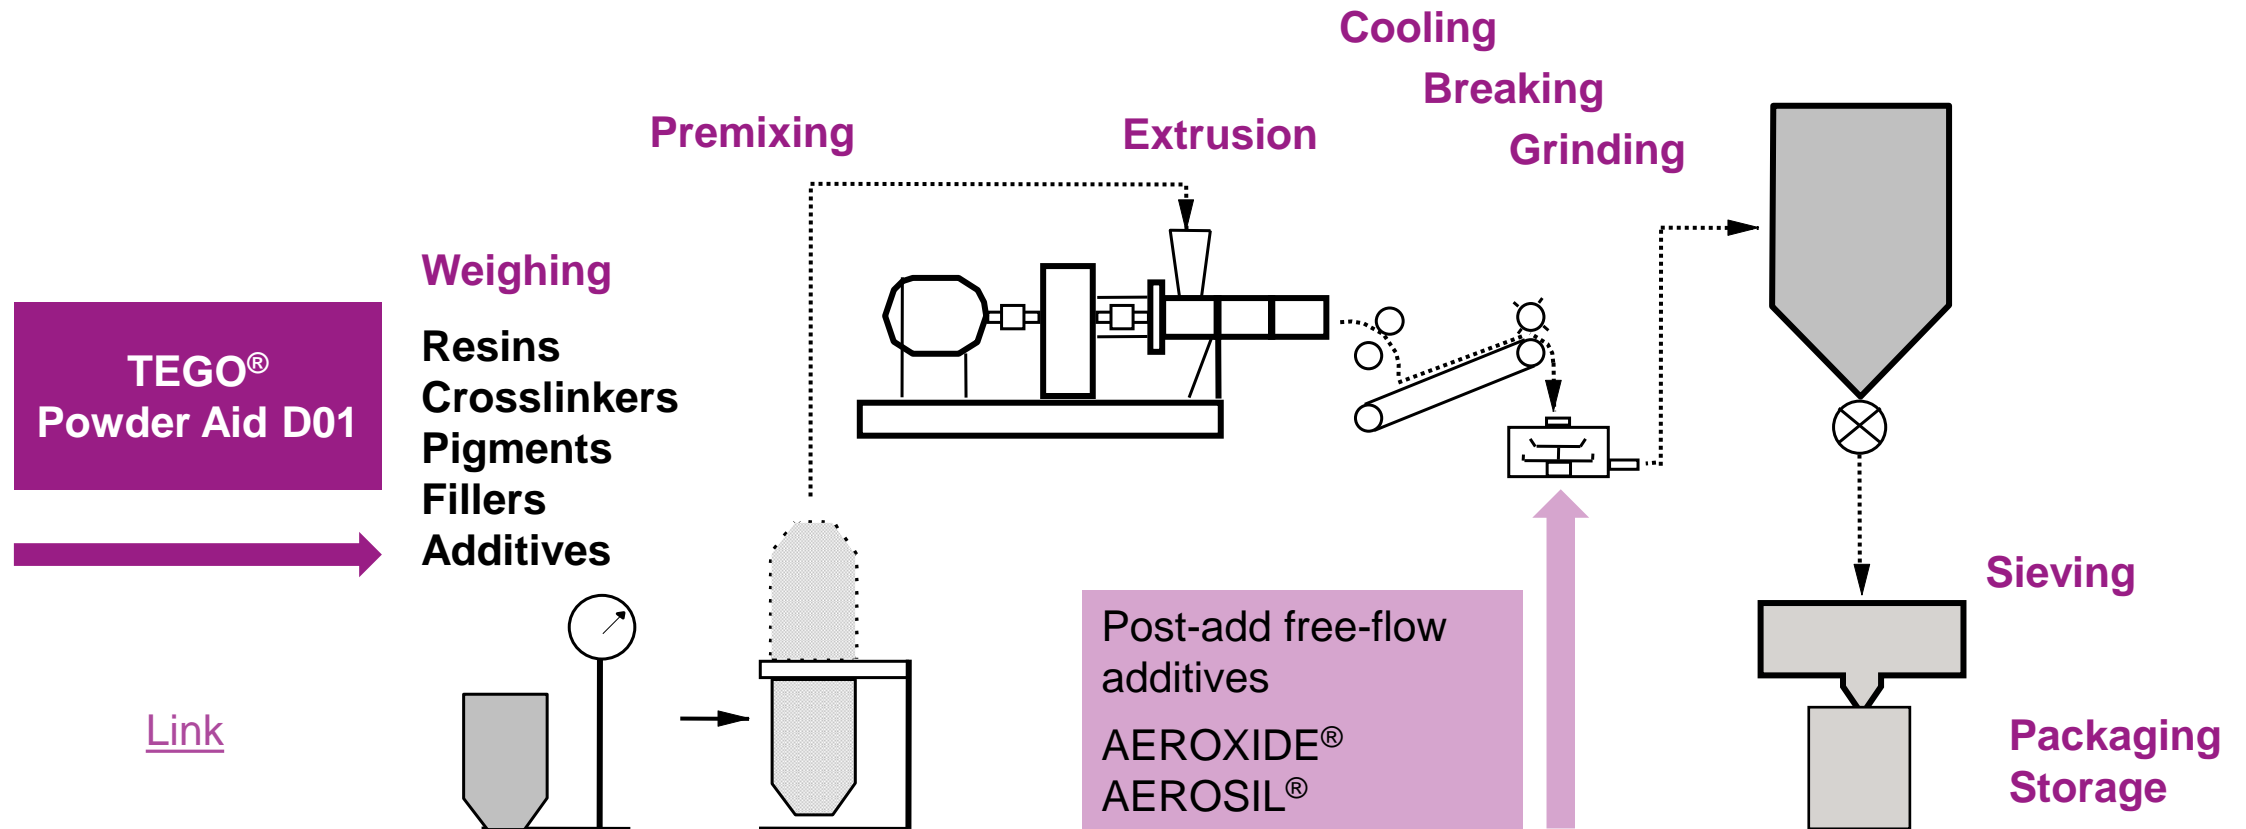 Cooling
Breaking
Grinding
Premixing
Extrusion
Weighing
Resins
Crosslinkers
Pigments
Fillers
Additives
TEGO®
Powder Aid D01
Link
Post-add free-flow
additives
AEROXIDE®
AEROSIL®
Sieving
Packaging
Storage